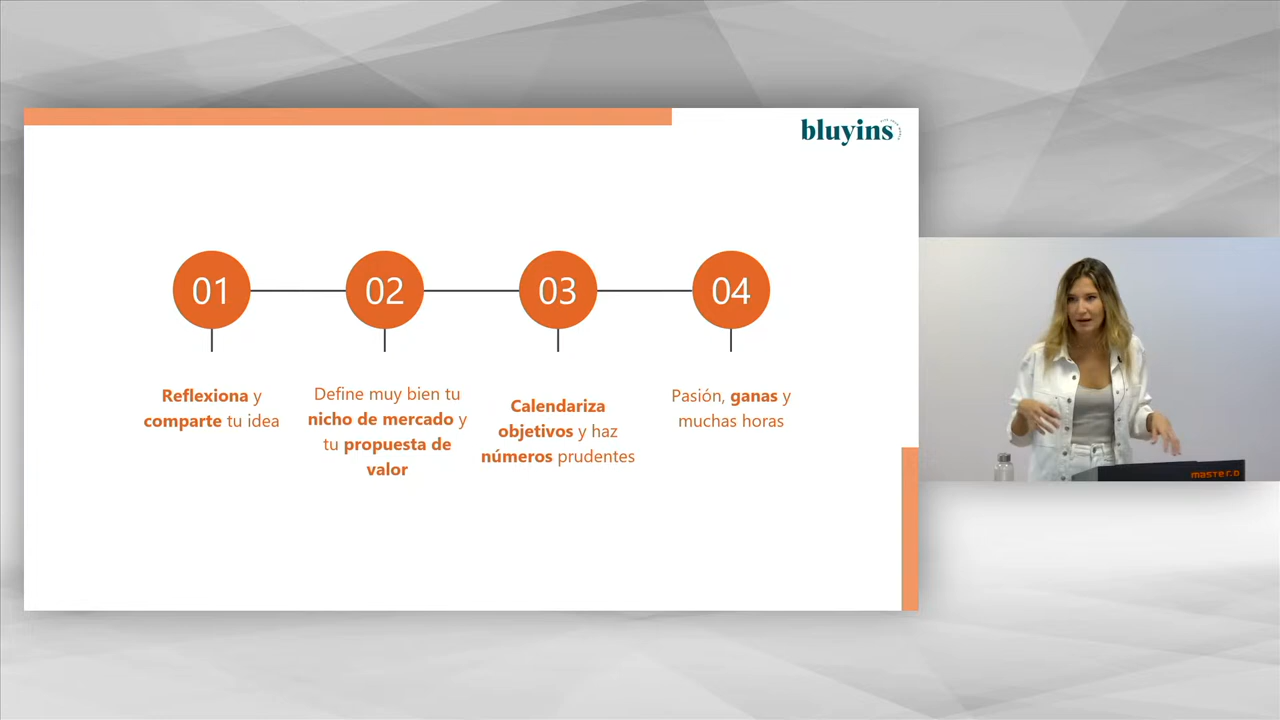 bluyins
01
02
03
04
Reflexiona y
comparte tu idea
Define muy bien tu
nicho de mercado y
tu propuesta de
valor
Calendariza
objetivos y haz
números prudentes
Pasión, ganas y
muchas horas
master.D